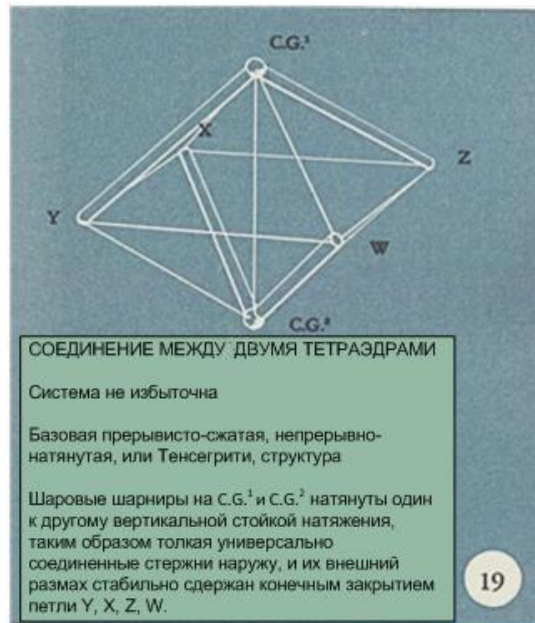 C.G.¹
X
Z
Y
W
C.G.²
СОЕДИНЕНИЕ МЕЖДУ ДВУМЯ ТЕТРАЭДРАМИ
Система не избыточна
Базовая прерывисто-сжатая, непрерывно-
натянутая, или Тенсегрити, структура
Шаровые шарниры на C.G.¹ и C.G.² натянуты один
к другому вертикальной стойкой натяжения,
таким образом толкая универсально
соединенные стержни наружу, и их внешний
размах стабильно сдержан конечным закрытием
петли Y, X, Z, W.
19